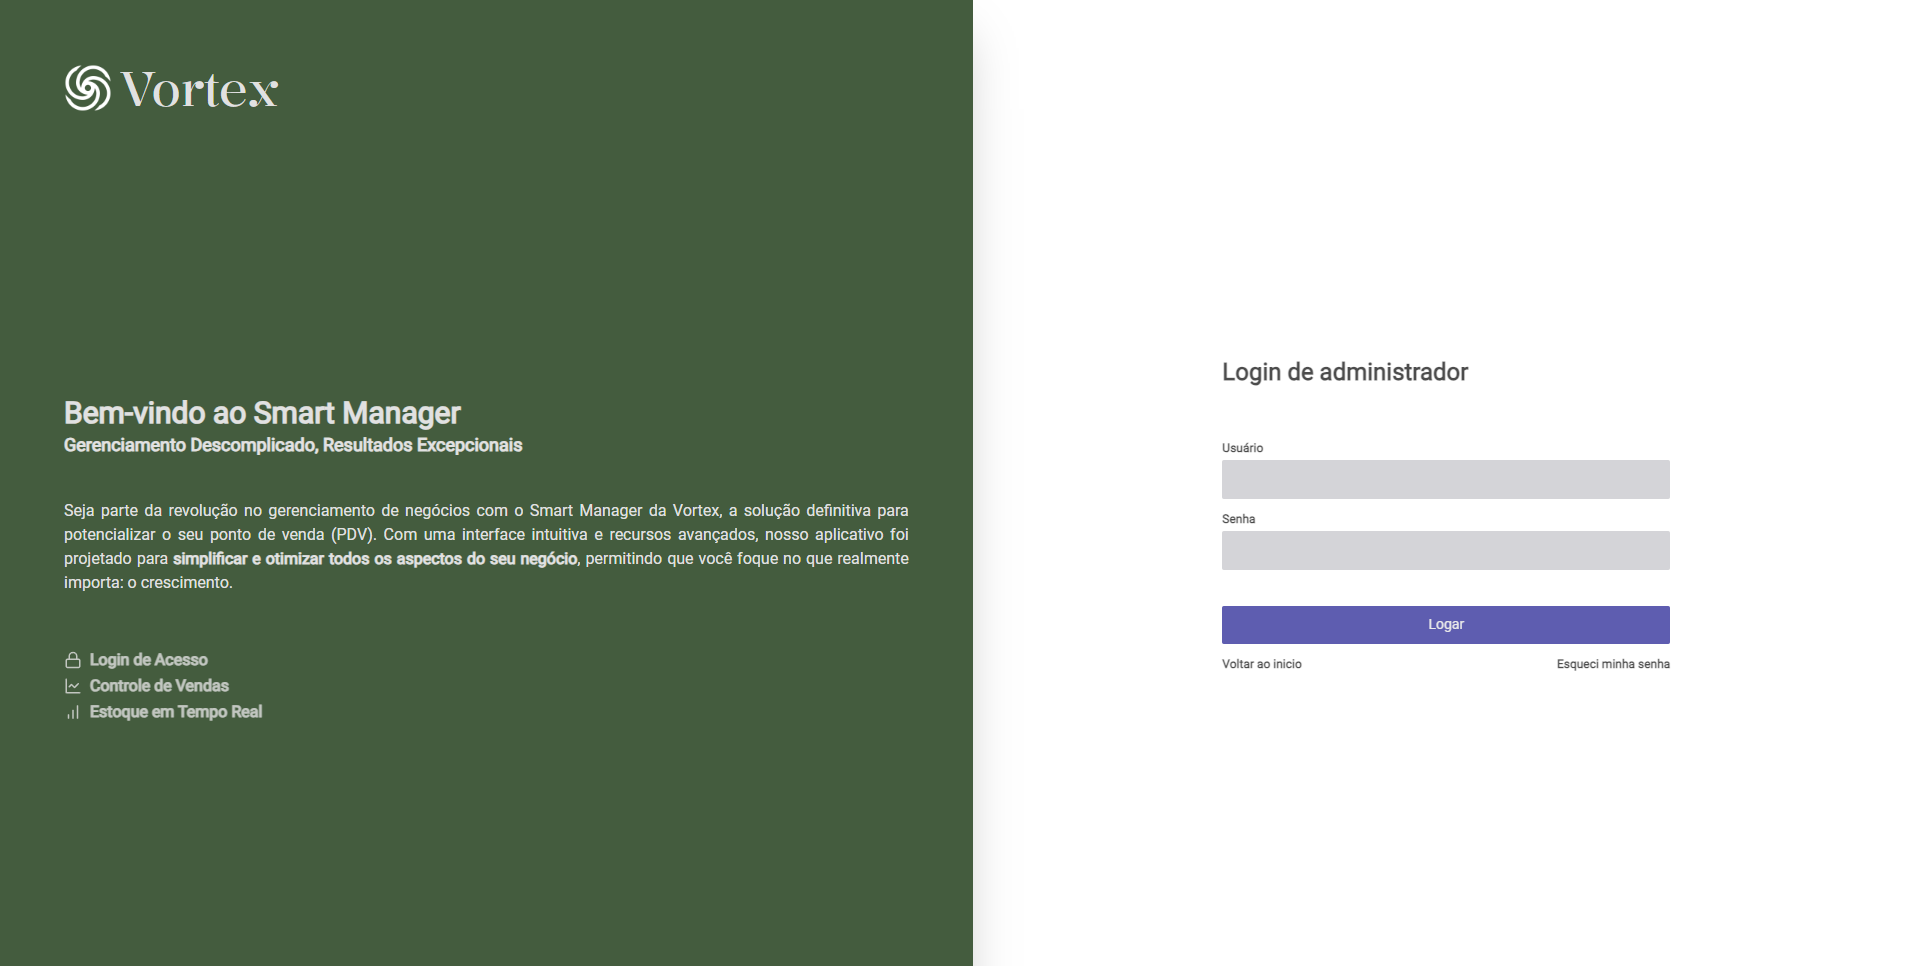 Vortex
Bem-vindo ao Smart Manager
Gerenciamento Descomplicado, Resultados Excepcionais
Seja parte da revolução no gerenciamento de negócios com o Smart Manager da Vortex, a solução definitiva para
potencializar o seu ponto de venda (PDV). Com uma interface intuitiva e recursos avançados, nosso aplicativo foi
projetado para simplificar e otimizar todos os aspectos do seu negócio, permitindo que você foque no que realmente
importa: o crescimento.
Login de Acesso
Controle de Vendas
Estoque em Tempo Real
Login de administrador
Usuário
Senha
Logar
Voltar ao inicio
Esqueci minha senha